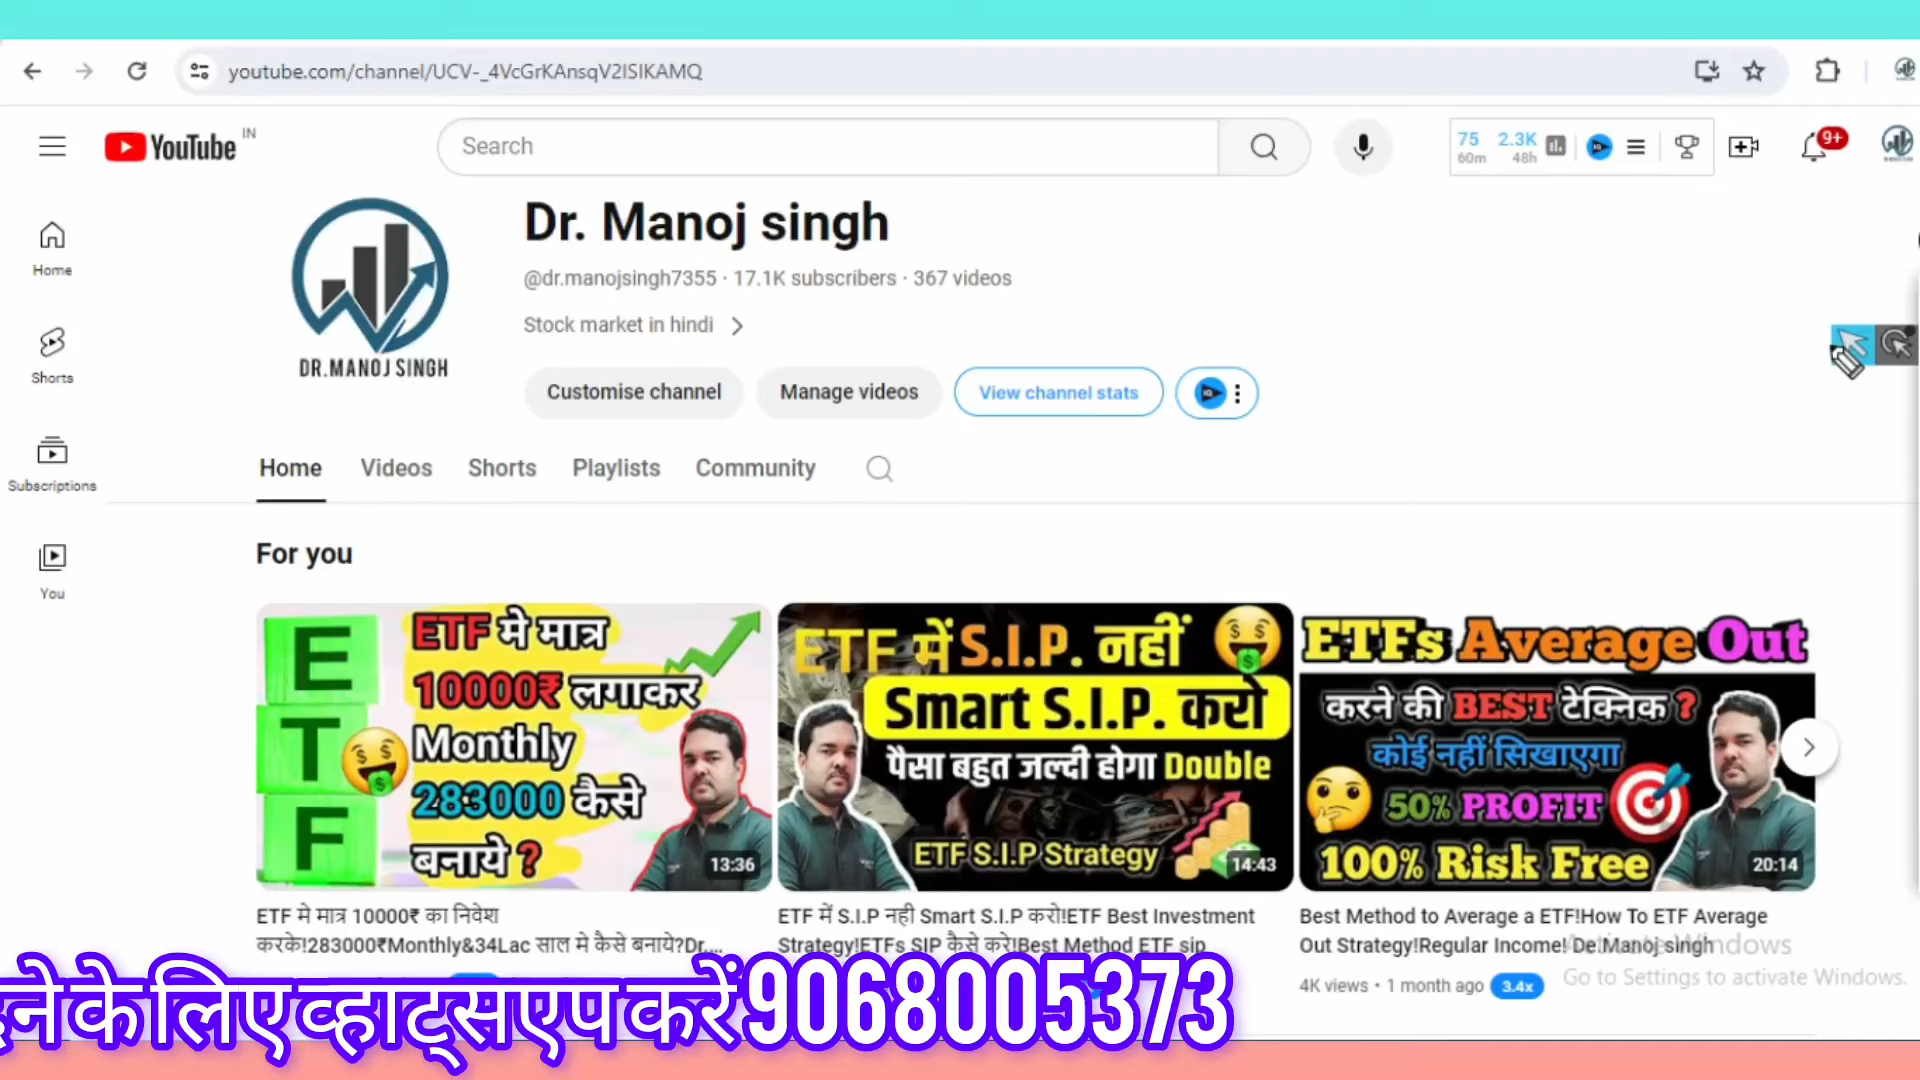 youtube.com/channel/UCV-_4VcGrKAnsqV2ISIKAMQ
YouTube IN
Search
75 2.3K
60m 48h
9+
Home
Shorts
Subscriptions
You
DR.MANOJ SINGH
Dr. Manoj singh
@dr.manojsingh7355 · 17.1K subscribers · 367 videos
Stock market in hindi
Customise channel
Manage videos
View channel stats
Home
Videos
Shorts
Playlists
Community
For you
E
T
F
ETF मे मात्र
10000₹ लगाकर
Monthly
283000 कैसे
बनाये ?
13:36
ETF में S.I.P. नहीं
Smart S.I.P. करो
पैसा बहुत जल्दी होगा Double
ETF S.I.P Strategy
14:43
ETFs Average Out
करने की BEST टेक्निक ?
कोई नहीं सिखाएगा
50% PROFIT
100% Risk Free
20:14
ETF मे मात्र 10000₹ का निवेश
करके!283000₹Monthly&34Lac साल मे कैसे बनाये?Dr....
ETF में S.I.P नही Smart S.I.P करो!ETF Best Investment
Strategy!ETFs SIP कैसे करे!Best Method ETF sip
Best Method to Average a ETF!How To ETF Average
Out Strategy!Regular Income! De.Manoj singh
4K views • 1 month ago 3.4x
Activate Windows
Go to Settings to activate Windows.
के लिए व्हाट्सएप करें 9068005373